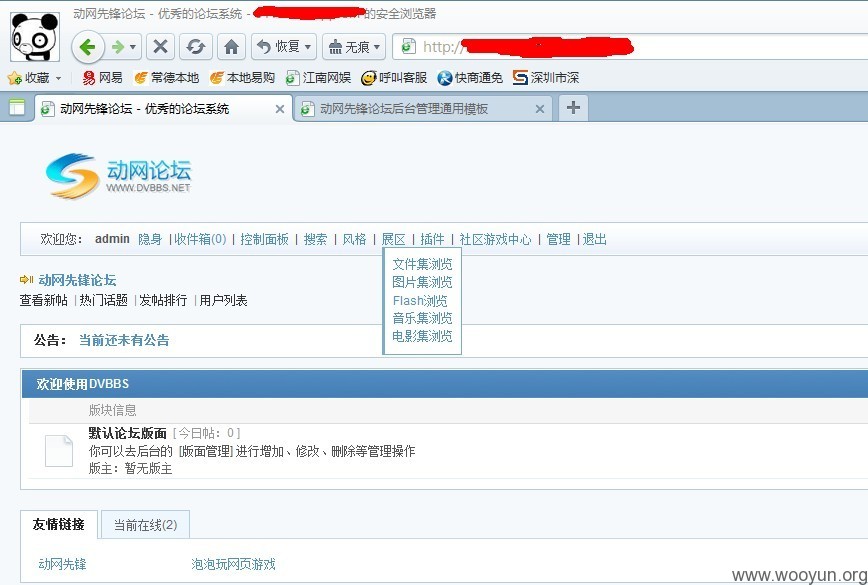 动网先锋论坛 - 优秀的论坛系统 - 的安全浏览器
恢复 无痕 http://
收藏 网易 常德本地 本地易购 江南网娱 呼叫客服 快商通免 深圳市深
动网先锋论坛 - 优秀的论坛系统 动网先锋论坛后台管理通用模板
动网论坛
WWW.DVBBS.NET
欢迎您： admin 隐身 | 收件箱(0) | 控制面板 | 搜索 | 风格 | 展区 | 插件 | 社区游戏中心 | 管理 | 退出
文件集浏览
图片集浏览
Flash浏览
音乐集浏览
电影集浏览
动网先锋论坛
查看新帖 | 热门话题 | 发帖排行 | 用户列表
公告： 当前还未有公告
欢迎使用DVBBS
版块信息
默认论坛版面 [今日帖：0]
你可以去后台的 [版面管理] 进行增加、修改、删除等管理操作
版主：暂无版主
友情链接 当前在线(2)
动网先锋 泡泡玩网页游戏
www.wooyun.org